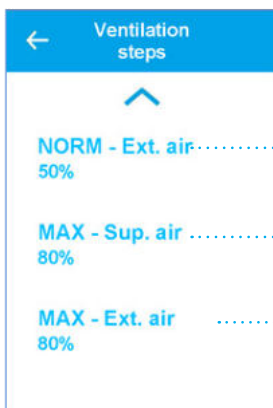 Ventilation
steps
NORM - Ext. air
50%
MAX - Sup. air
80%
MAX - Ext. air
80%